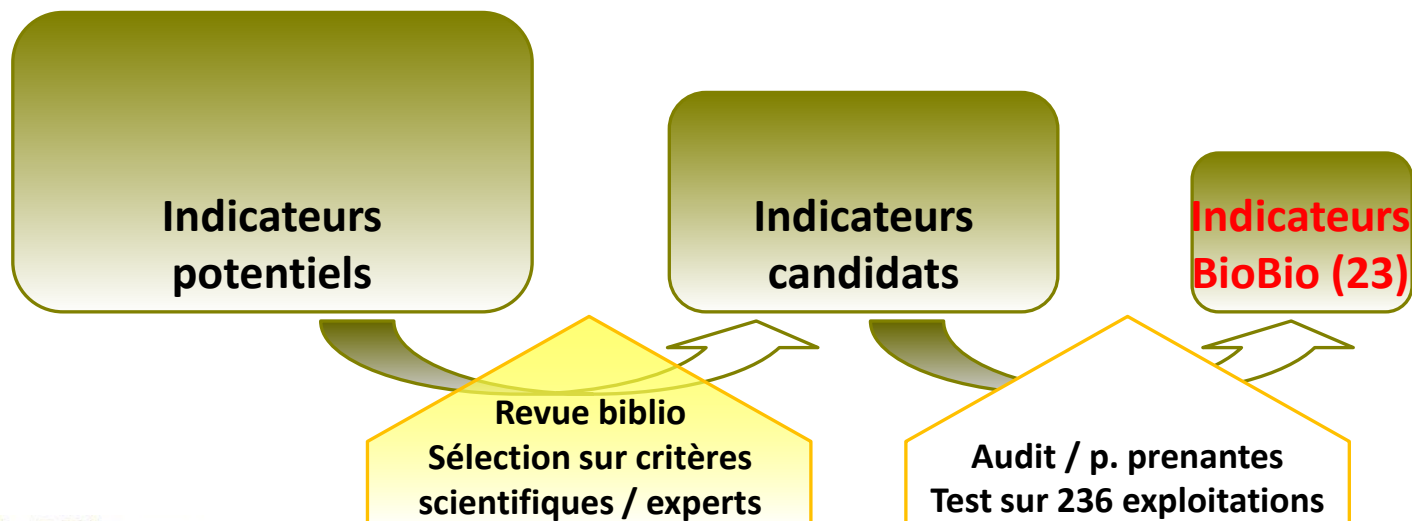 Indicateurs
potentiels
Indicateurs
candidats
Indicateurs
BioBio (23)
Revue biblio
Sélection sur critères
scientifiques / experts
Audit / p. prenantes
Test sur 236 exploitations